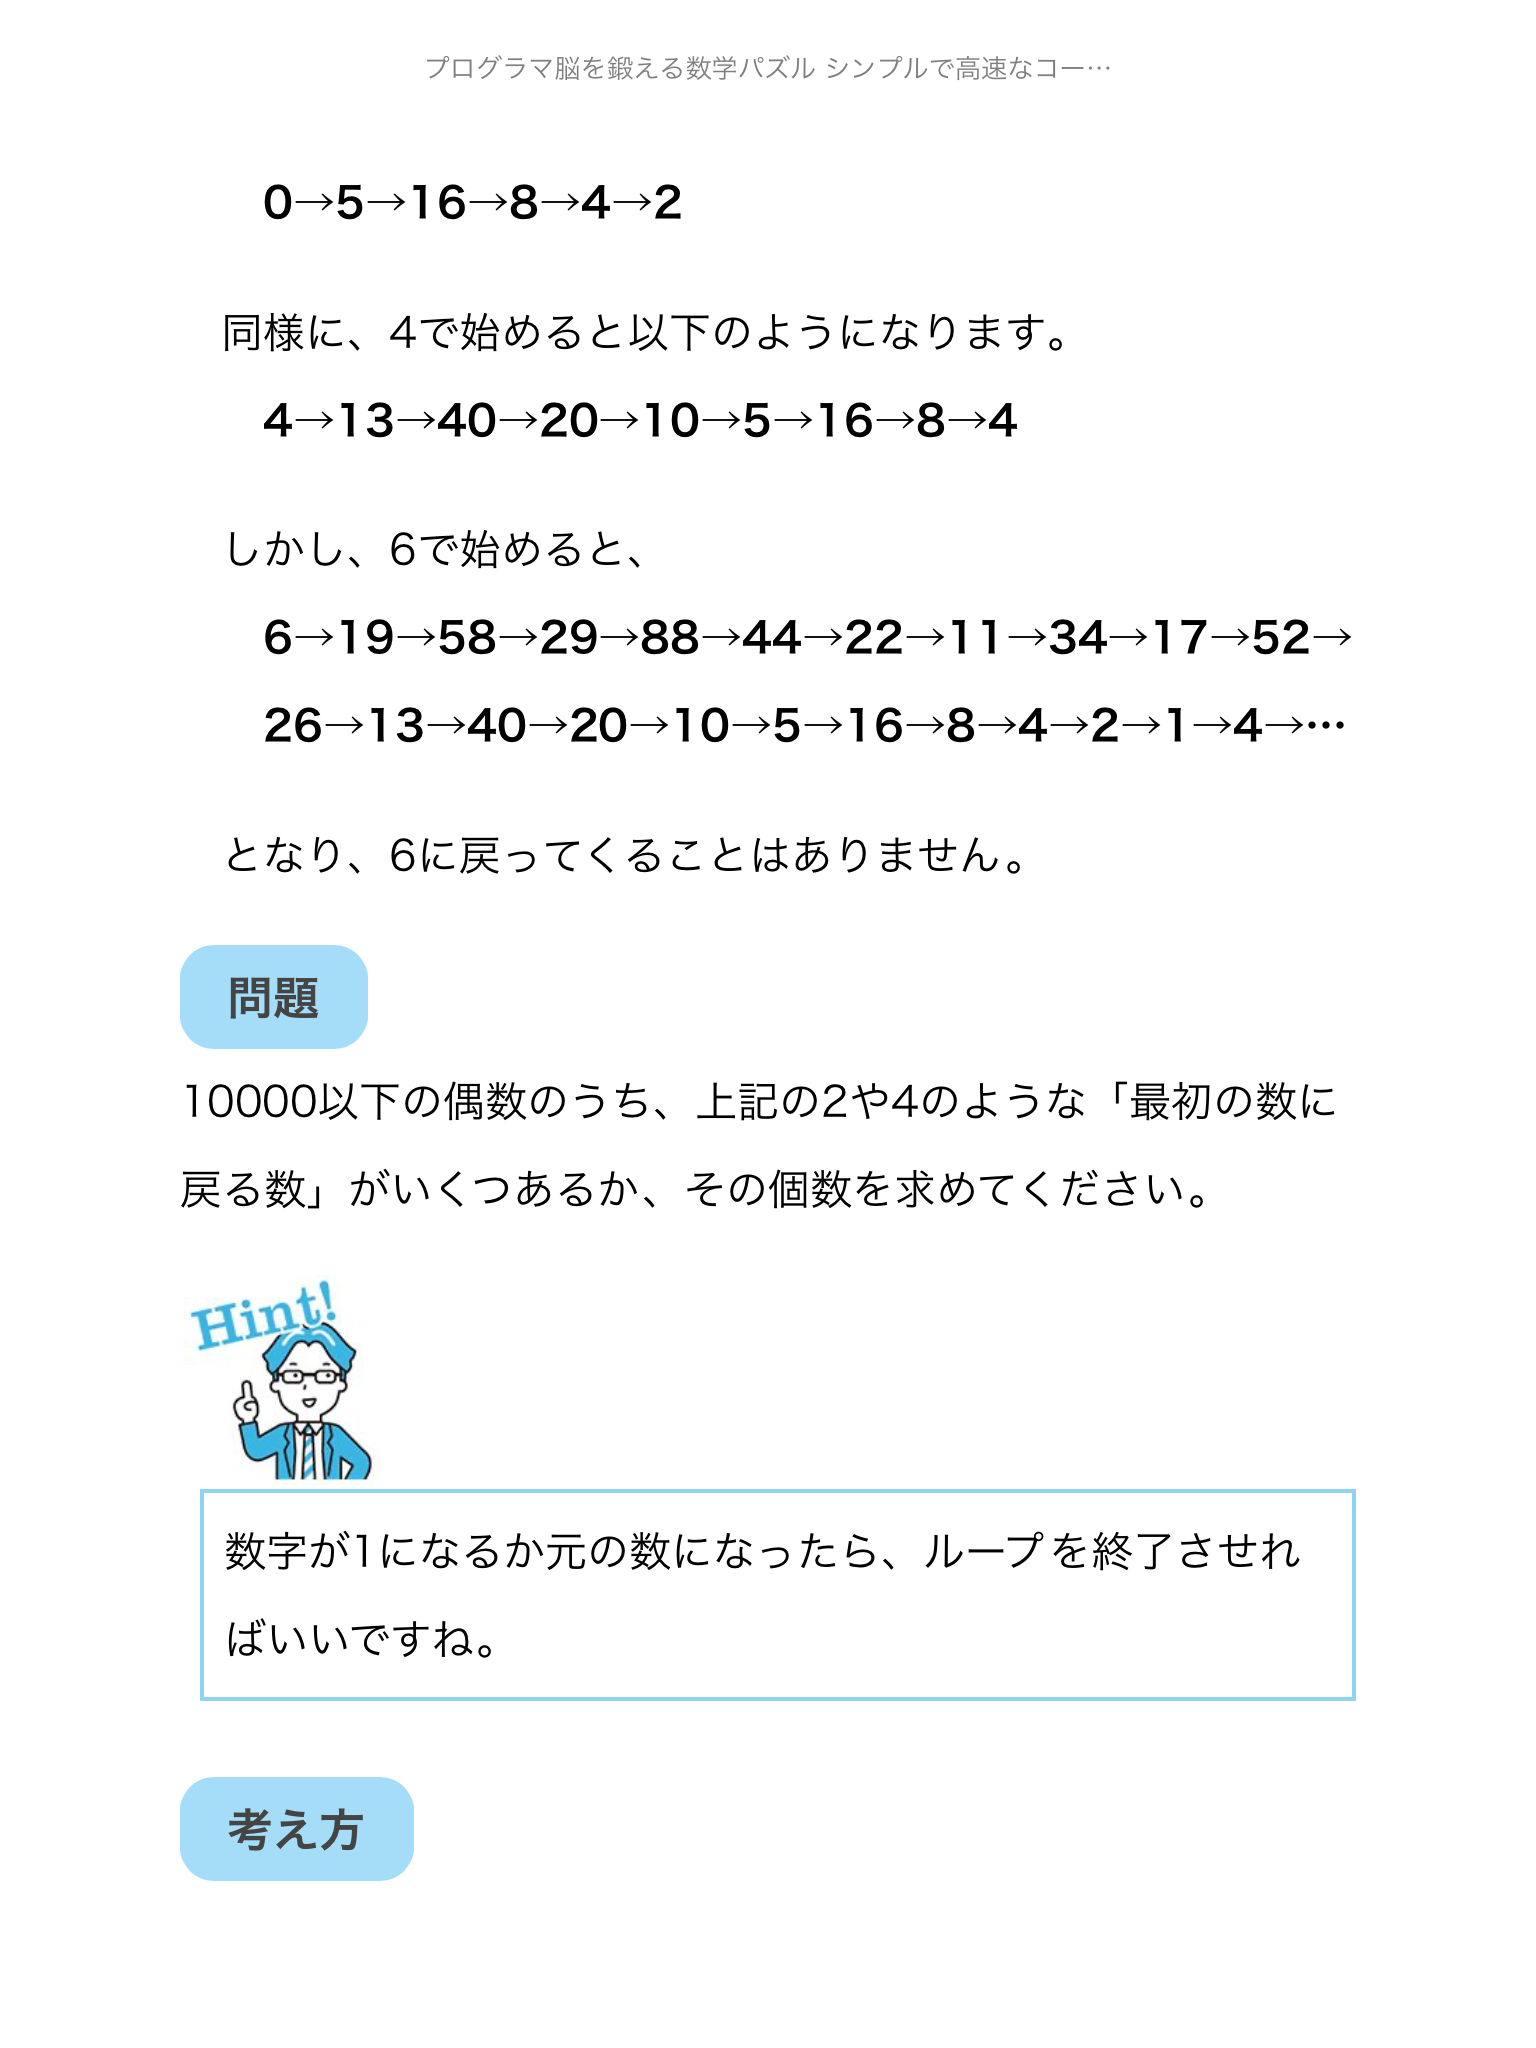 プログラマ脳を鍛える数学パズル シンプルで高速なコー…
0→5→16→8→4→2
同様に、4で始めると以下のようになります。
4→13→40→20→10→5→16→8→4
しかし、6で始めると、
6→19→58→29→88→44→22→11→34→17→52→
26→13→40→20→10→5→16→8→4→2→1→4→…
となり、6に戻ってくることはありません。
問題
10000以下の偶数のうち、上記の2や4のような「最初の数に
戻る数」がいくつあるか、その個数を求めてください。
Hint!
数字が1になるか元の数になったら、ループを終了させれ
ばいいですね。
考え方